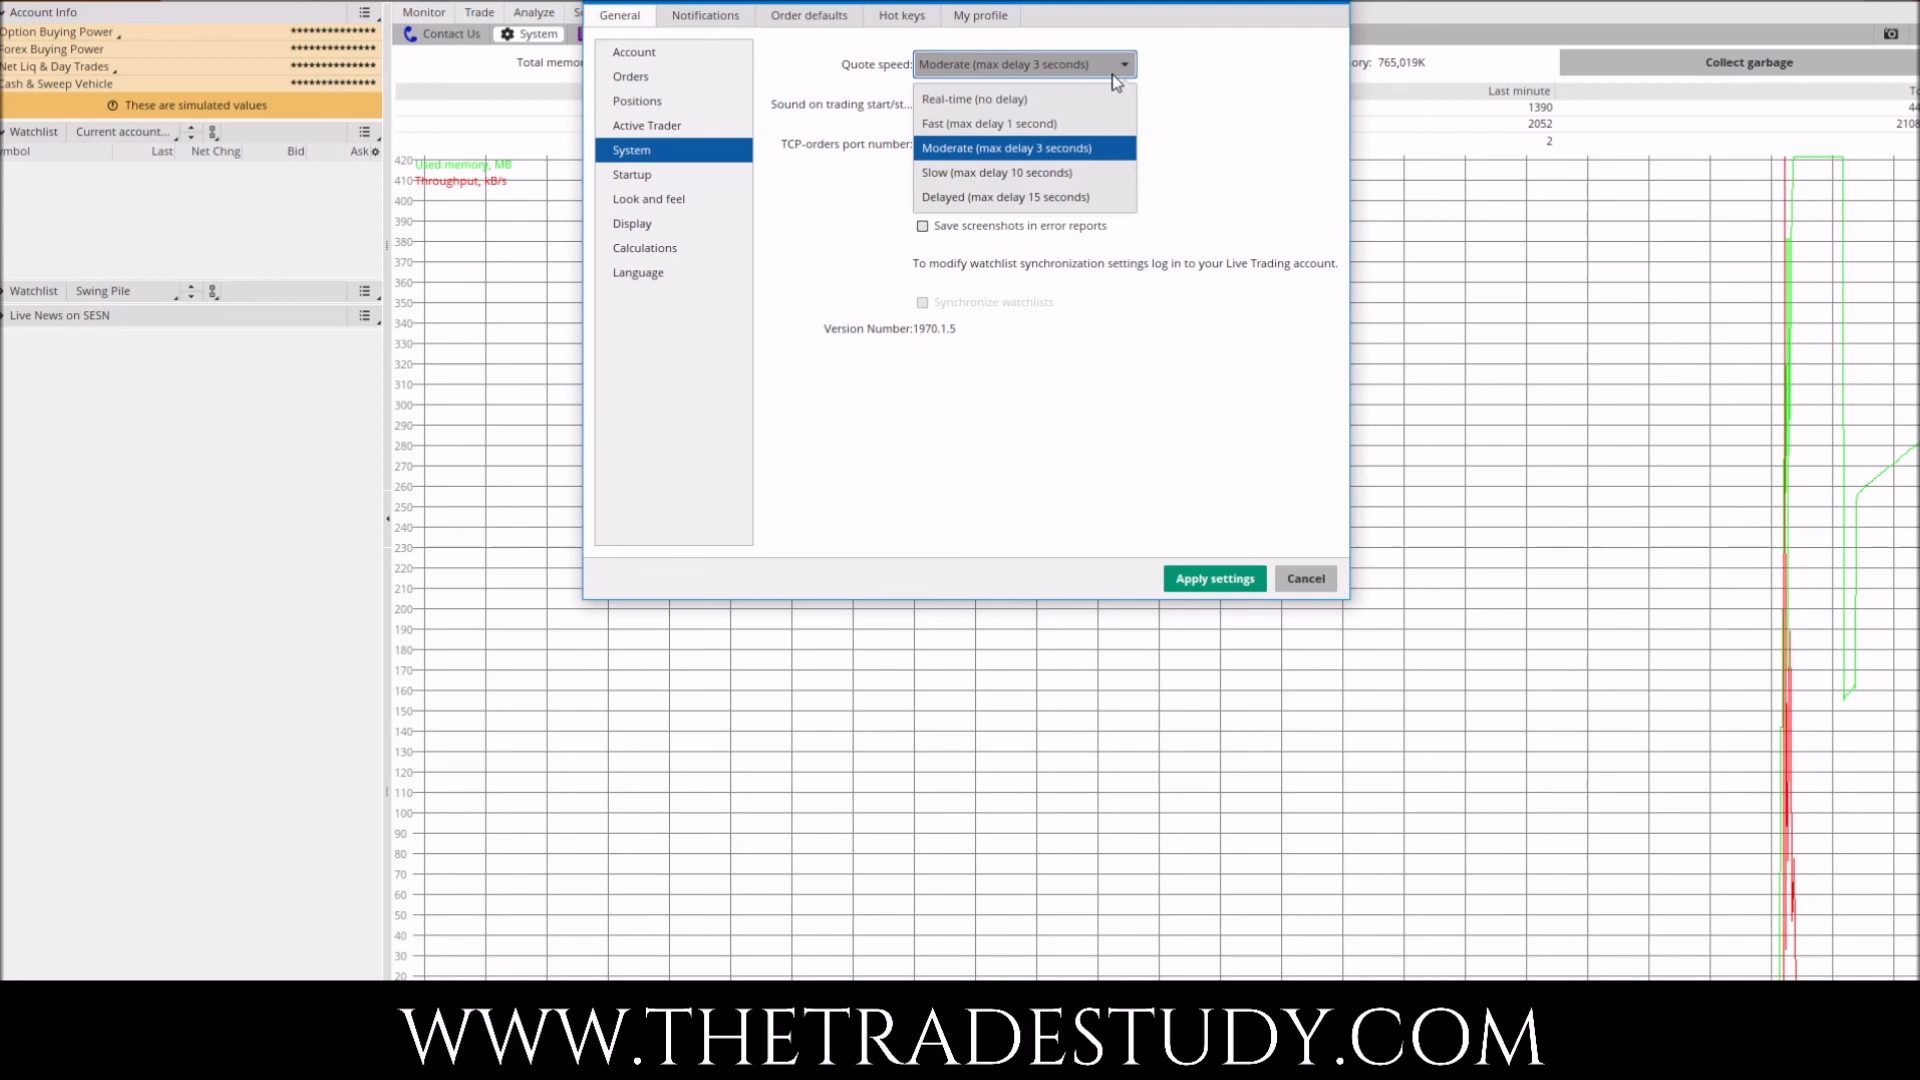 Account Info
Option Buying Power **************
Forex Buying Power **************
Net Liq & Day Trades **************
Cash & Sweep Vehicle **************
These are simulated values
Watchlist Current account...
mbol Last Net Chng Bid Ask
Watchlist Swing Pile
Live News on SESN
Monitor Trade Analyze
Contact Us System
Total memo
ory: 765,019K
Collect garbage
Last minute
1390
2052
2
2108
General Notifications Order defaults Hot keys My profile
Account
Orders
Positions
Active Trader
System
Startup
Look and feel
Display
Calculations
Language
Quote speed: Moderate (max delay 3 seconds)
Real-time (no delay)
Fast (max delay 1 second)
Moderate (max delay 3 seconds)
Slow (max delay 10 seconds)
Delayed (max delay 15 seconds)
Sound on trading start/st...
TCP-orders port number:
Save screenshots in error reports
To modify watchlist synchronization settings log in to your Live Trading account.
Synchronize watchlists
Version Number: 1970.1.5
Apply settings Cancel
Used memory, MB
Throughput, kB/s
420
410
400
390
380
370
360
350
340
330
320
310
300
290
280
270
260
250
240
230
220
210
200
190
180
170
160
150
140
130
120
110
100
90
80
70
60
50
40
30
20
WWW.THETRADESTUDY.COM